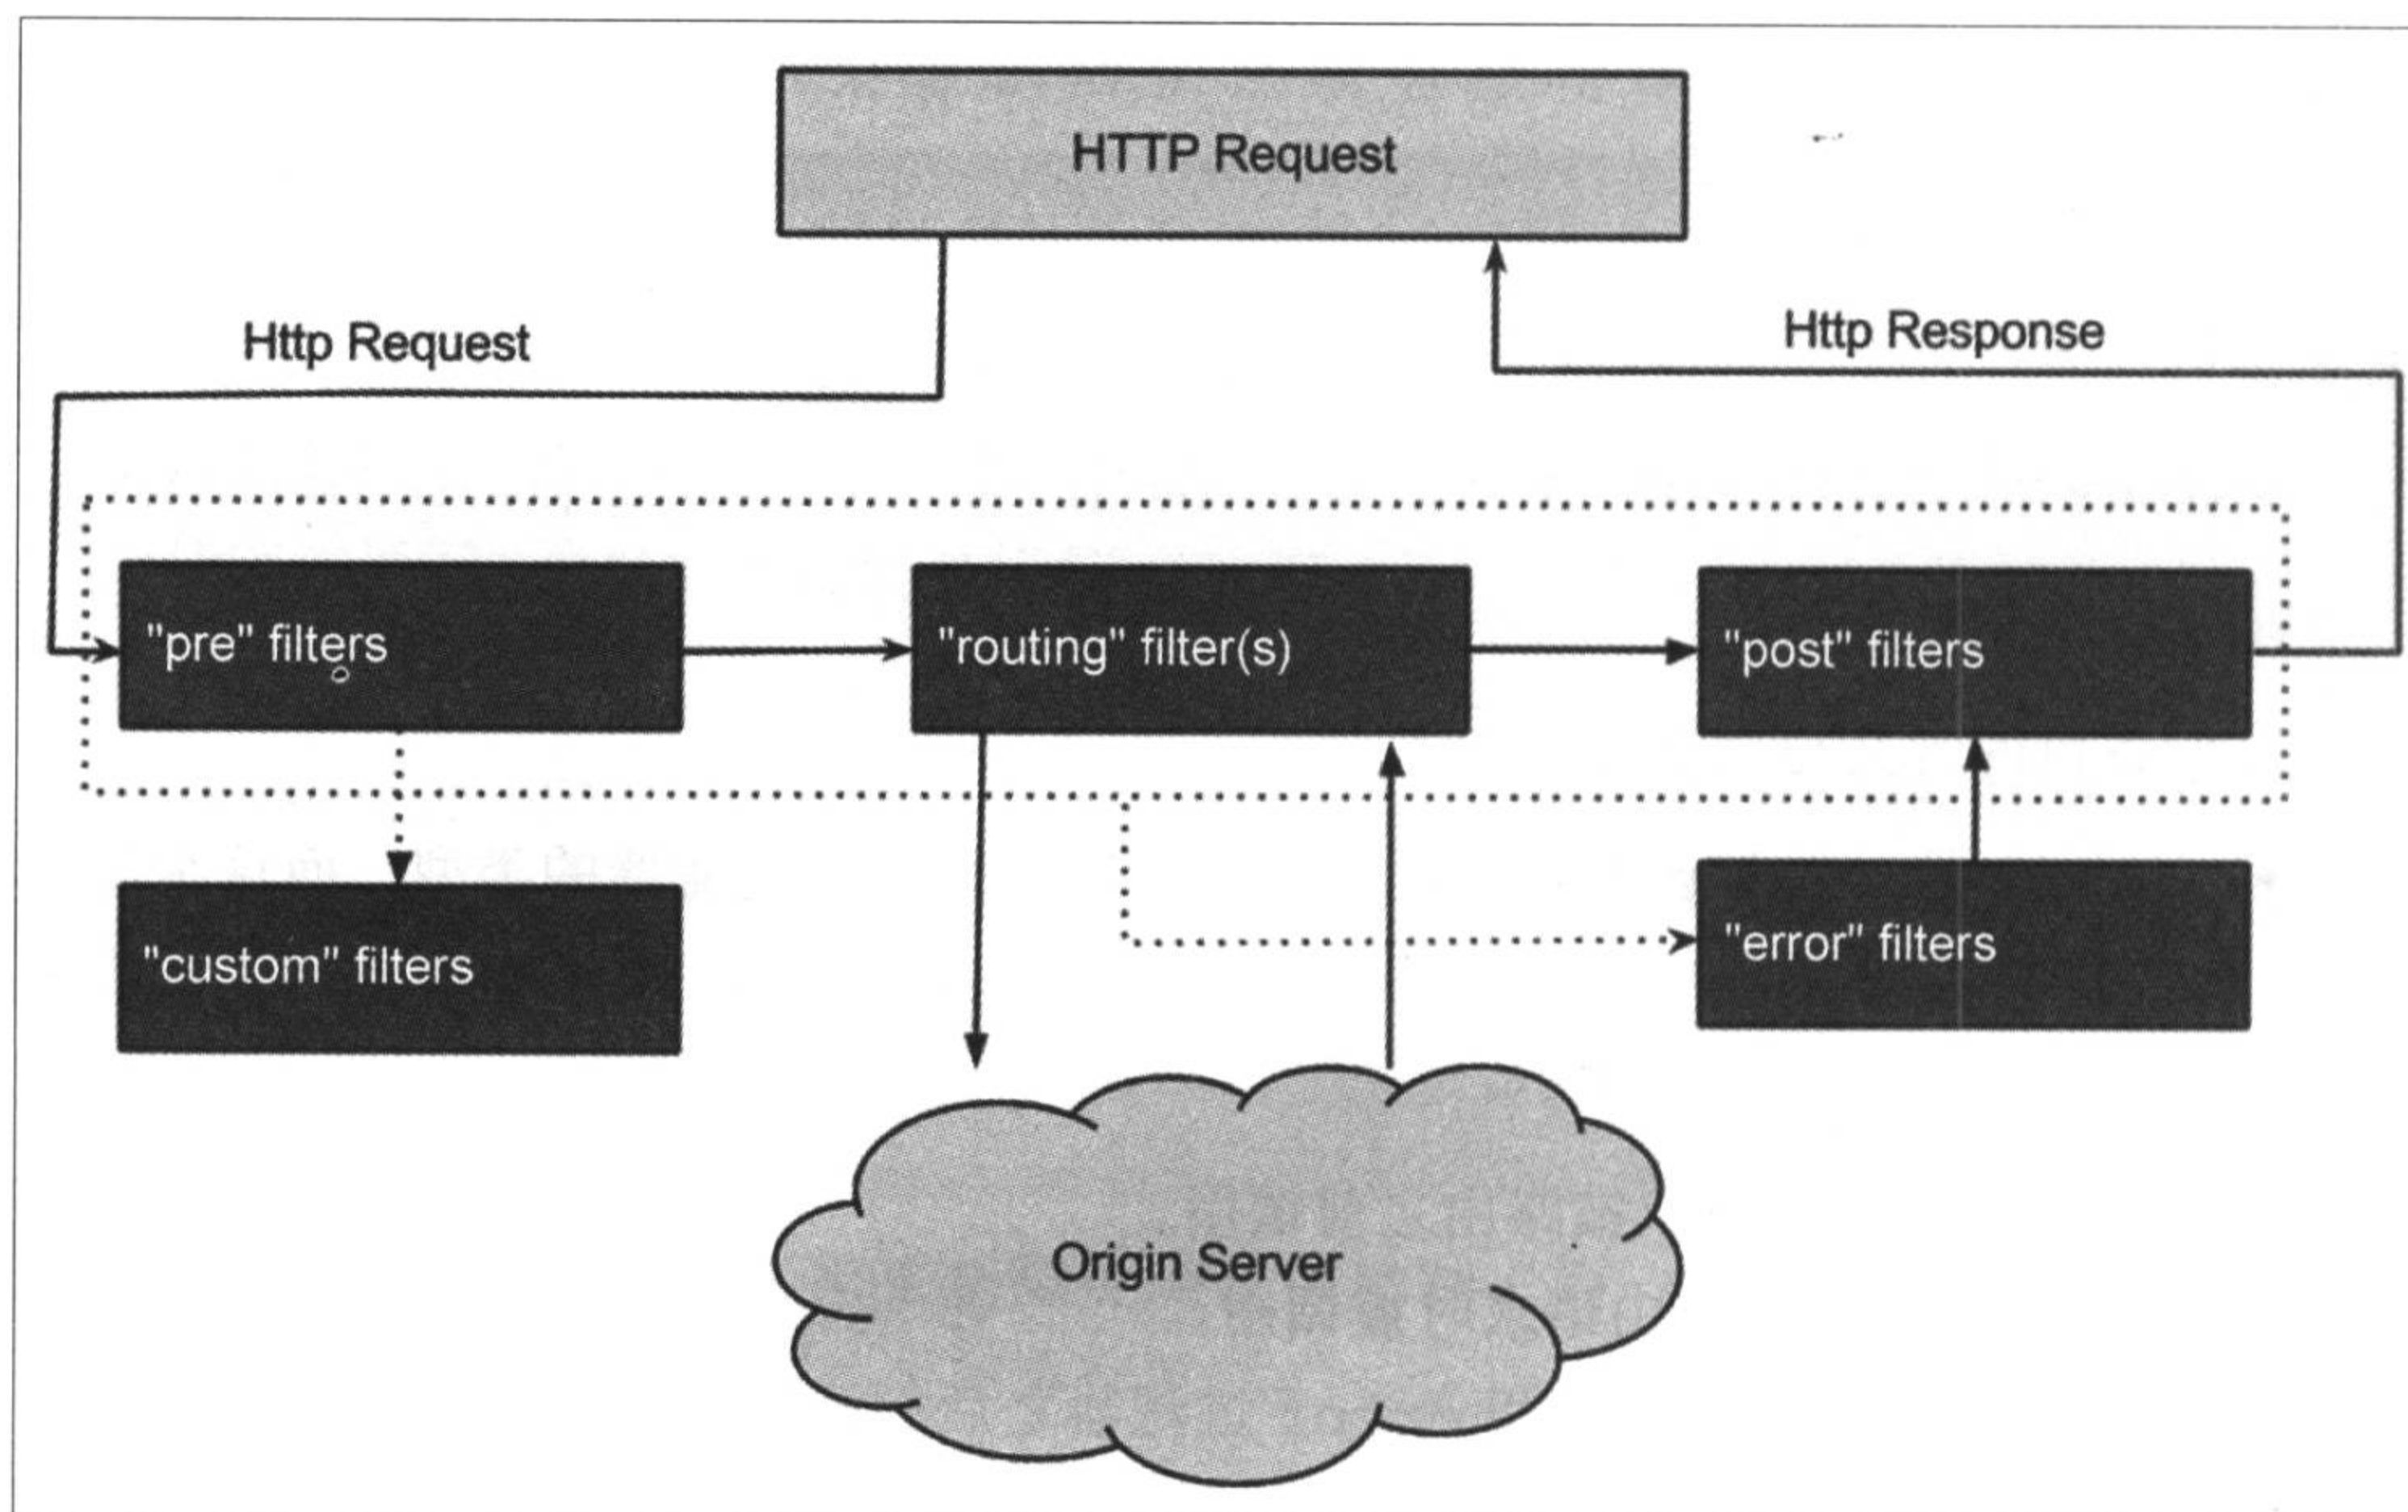 HTTP Request
Http Request
Http Response
"pre" filters
"routing" filter(s)
"post" filters
"custom" filters
"error" filters
Origin Server